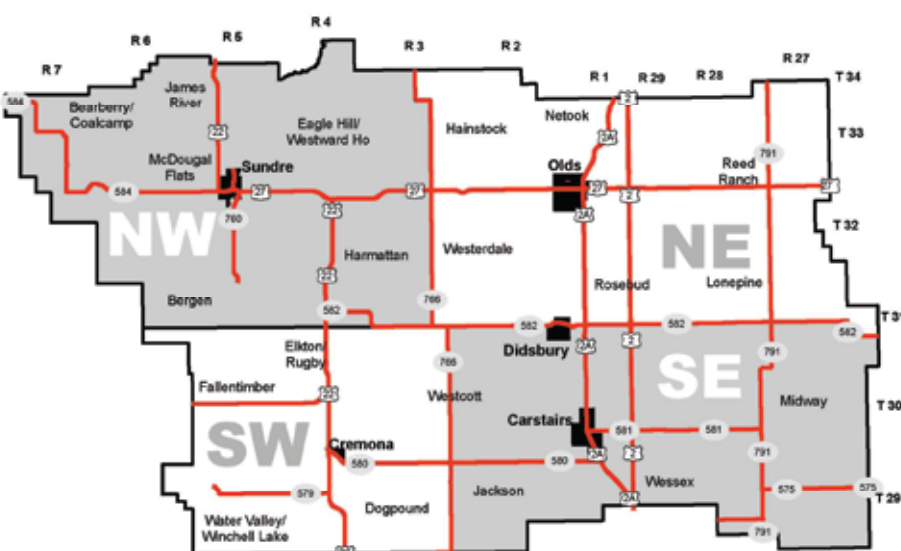 R 4
R 6
R 5
R 3
R 2
R 7
R 1
R 29
R 28
R 27
T 34
584
Bearberry/
Coalcamp
James
River
22
Eagle Hill/
Westward Ho
Hainstock
Netook
2
2A
T 33
791
McDougal
Flats
Sundre
Olds
Reed
Ranch
584
27
27
27
27
2
22
2A
760
NW
NE
T 32
Harmattan
Westerdale
22
Rosebud
Lonepine
Bergen
766
582
582
582
582
T 31
Elkton/
Rugby
Didsbury
2A
2
791
766
SE
Fallentimber
22
Westcott
Midway
T 30
SW
Carstairs
581
581
Cremona
580
580
2A
2
791
Jackson
Wessex
579
575
575
2A
T 29
Dogpound
Water Valley/
Winchell Lake
791